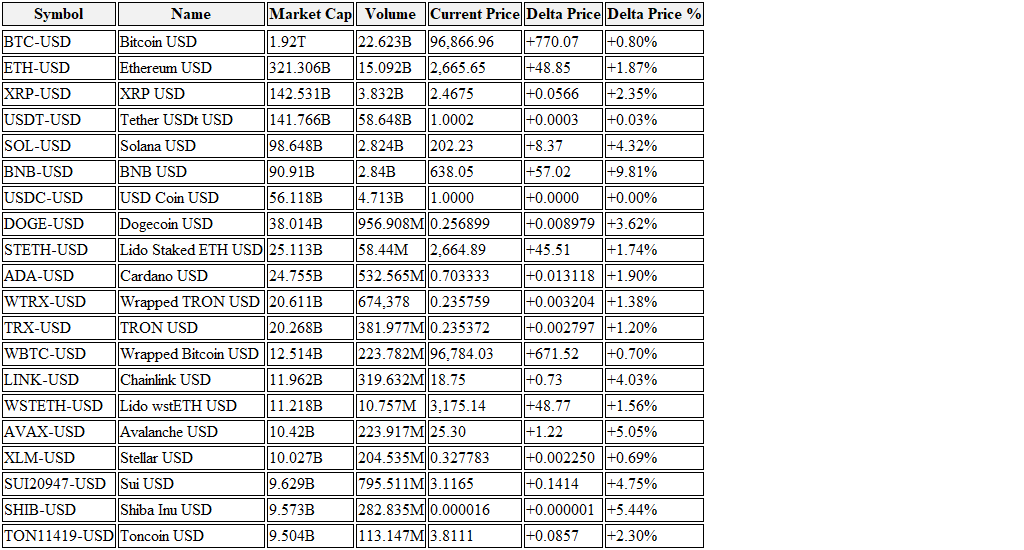 Symbol Name Market Cap Volume Current Price Delta Price Delta Price %
BTC-USD Bitcoin USD 1.92T 22.623B 96,866.96 +770.07 +0.80%
ETH-USD Ethereum USD 321.306B 15.092B 2,665.65 +48.85 +1.87%
XRP-USD XRP USD 142.531B 3.832B 2.4675 +0.0566 +2.35%
USDT-USD Tether USDt USD 141.766B 58.648B 1.0002 +0.0003 +0.03%
SOL-USD Solana USD 98.648B 2.824B 202.23 +8.37 +4.32%
BNB-USD BNB USD 90.91B 2.84B 638.05 +57.02 +9.81%
USDC-USD USD Coin USD 56.118B 4.713B 1.0000 +0.0000 +0.00%
DOGE-USD Dogecoin USD 38.014B 956.908M 0.256899 +0.008979 +3.62%
STETH-USD Lido Staked ETH USD 25.113B 58.44M 2,664.89 +45.51 +1.74%
ADA-USD Cardano USD 24.755B 532.565M 0.703333 +0.013118 +1.90%
WTRX-USD Wrapped TRON USD 20.611B 674,378 0.235759 +0.003204 +1.38%
TRX-USD TRON USD 20.268B 381.977M 0.235372 +0.002797 +1.20%
WBTC-USD Wrapped Bitcoin USD 12.514B 223.782M 96,784.03 +671.52 +0.70%
LINK-USD Chainlink USD 11.962B 319.632M 18.75 +0.73 +4.03%
WSTETH-USD Lido wstETH USD 11.218B 10.757M 3,175.14 +48.77 +1.56%
AVAX-USD Avalanche USD 10.42B 223.917M 25.30 +1.22 +5.05%
XLM-USD Stellar USD 10.027B 204.535M 0.327783 +0.002250 +0.69%
SUI20947-USD Sui USD 9.629B 795.511M 3.1165 +0.1414 +4.75%
SHIB-USD Shiba Inu USD 9.573B 282.835M 0.000016 +0.000001 +5.44%
TON11419-USD Toncoin USD 9.504B 113.147M 3.8111 +0.0857 +2.30%